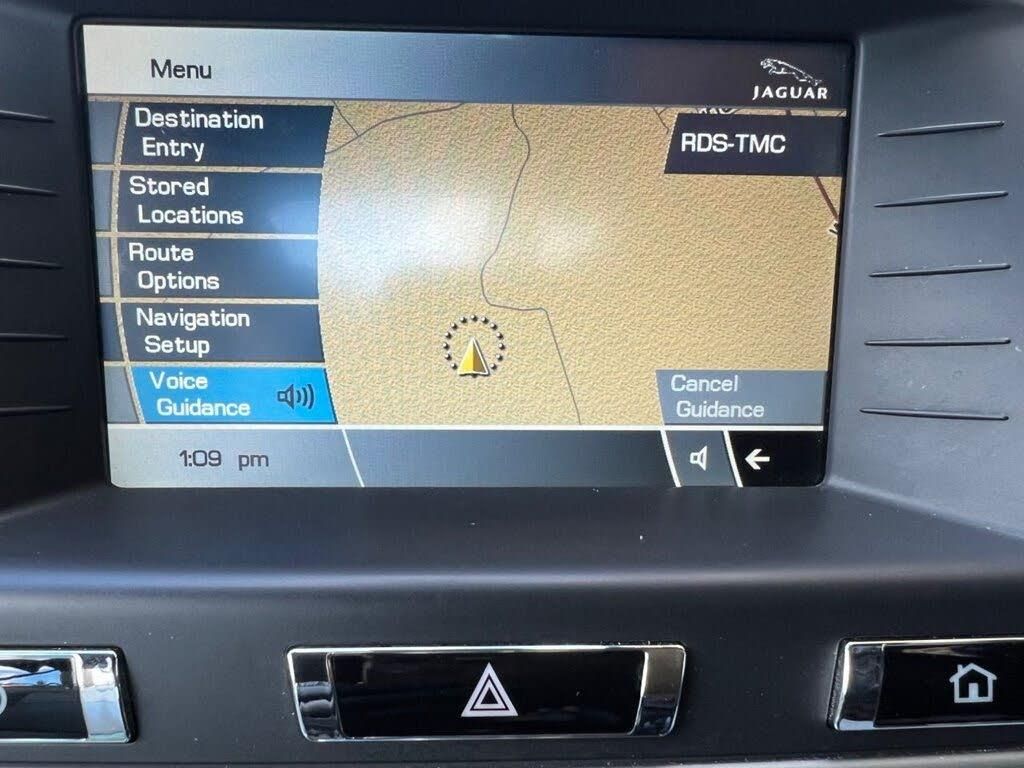 Menu
JAGUAR
Destination
Entry
RDS-TMC
Stored
Locations
Route
Options
Navigation
Setup
Voice
Guidance
Cancel
Guidance
1:09 pm